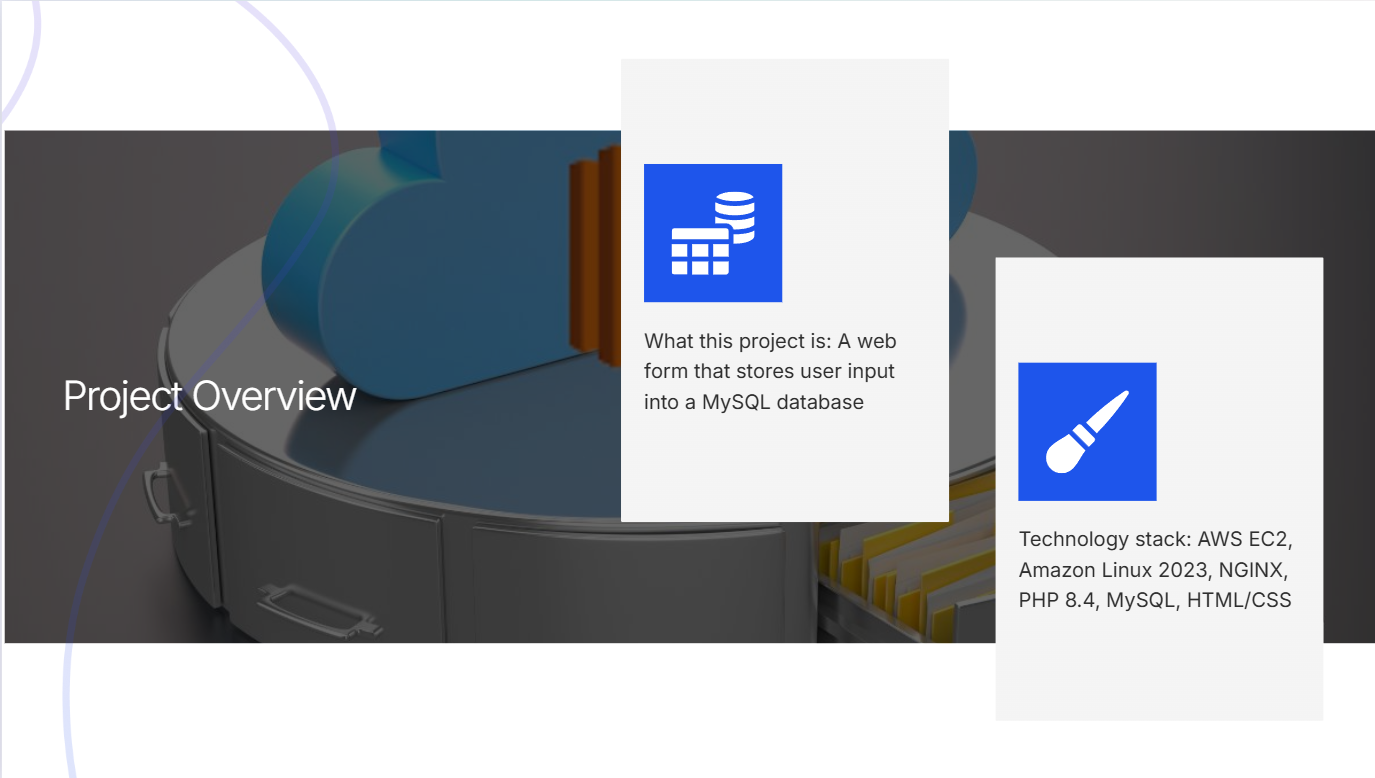 Project Overview
What this project is: A web
form that stores user input
into a MySQL database
Technology stack: AWS EC2,
Amazon Linux 2023, NGINX,
PHP 8.4, MySQL, HTML/CSS